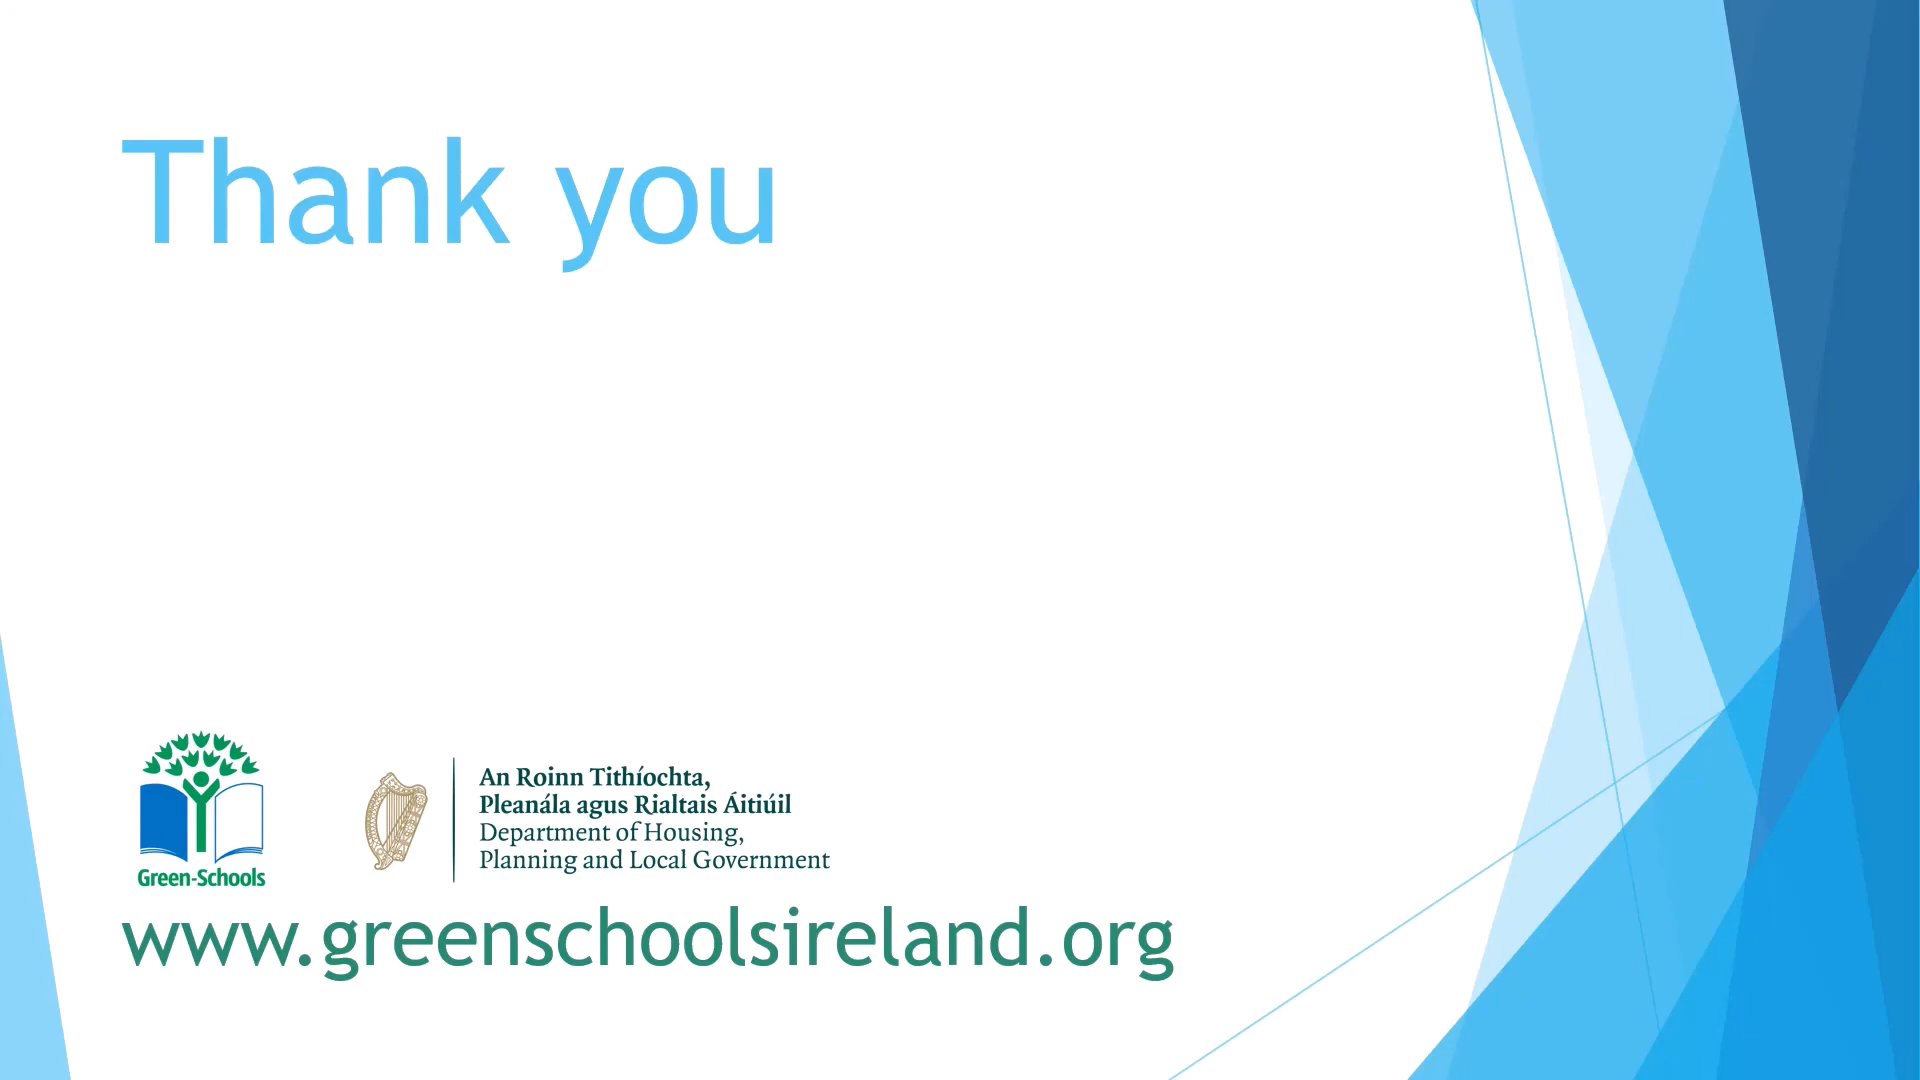 Thank you
Green-Schools
An Roinn Tithíochta,
Pleanála agus Rialtais Áitiúil
Department of Housing,
Planning and Local Government
www.greenschoolsireland.org